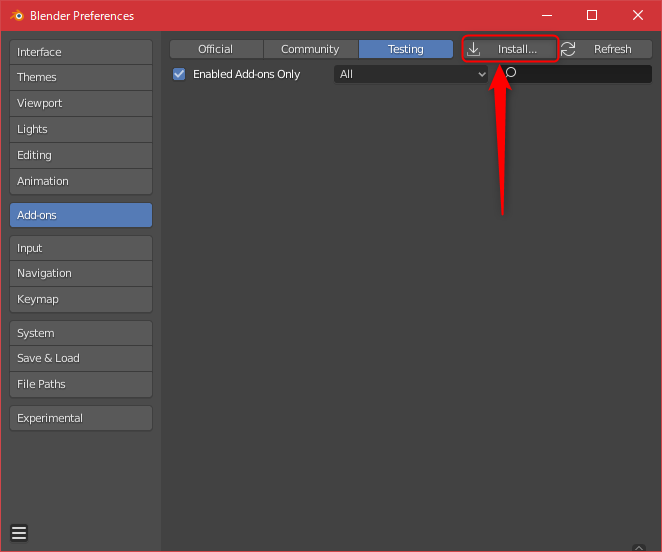 Blender Preferences
Interface
Themes
Viewport
Lights
Editing
Animation
Add-ons
Input
Navigation
Keymap
System
Save & Load
File Paths
Experimental
Official Community Testing Install... Refresh
Enabled Add-ons Only All